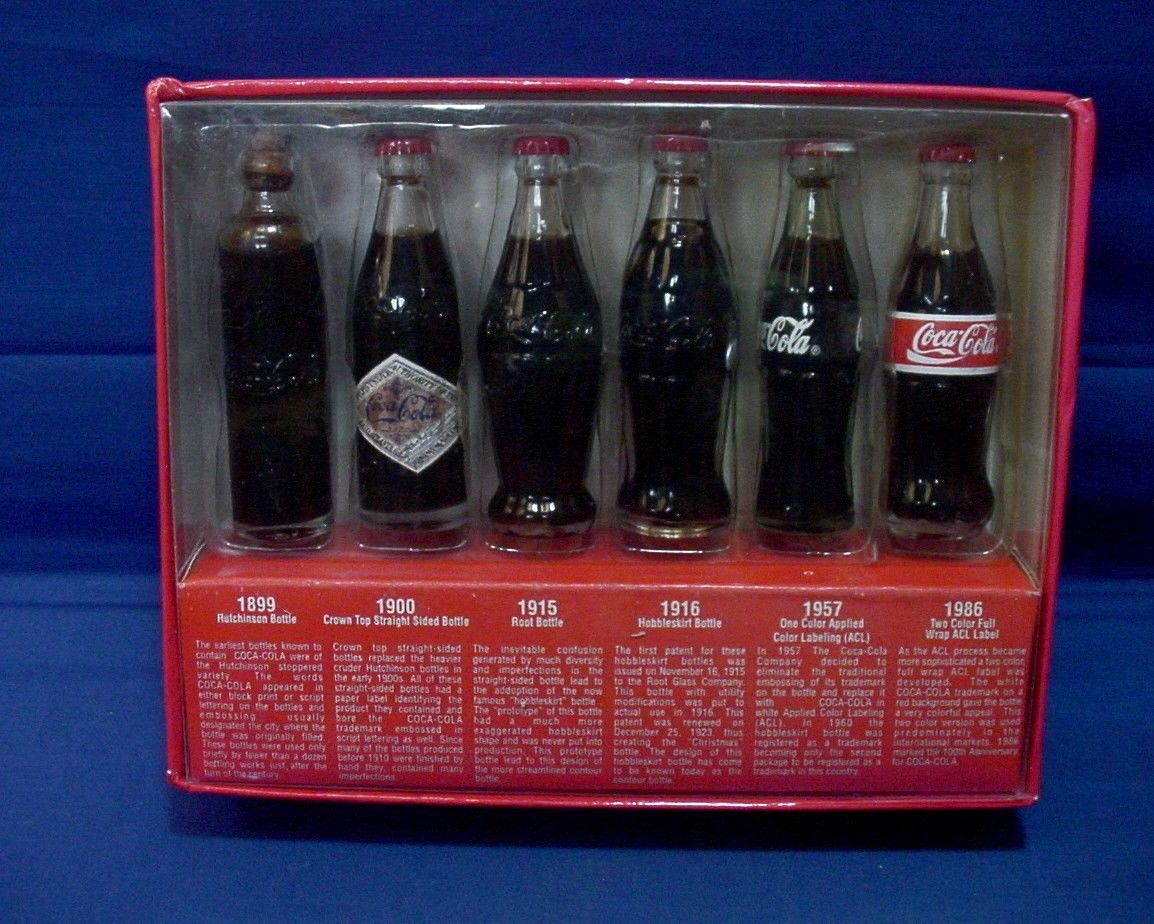 Coca-Cola
Cola
Coca-Cola
1899
Hutchinson Bottle
The earliest bottles known to
contain COCA-COLA were of
the Hutchinson stoppered
variety. The words
COCA-COLA appeared in
either block print or script
lettering on the bottles and
embossing usually
designated the city where the
bottle was originally filled.
These bottles were used only
briefly by fewer than a dozen
bottling works just after the
turn of the century.
1900
Crown Top Straight Sided Bottle
Crown top straight-sided
bottles replaced the heavier
cruder Hutchinson bottles in
the early 1900s. All of these
straight-sided bottles had a
paper label identifying the
product they contained and
bore the COCA-COLA
trademark embossed in
script lettering as well. Since
many of the bottles produced
before 1910 were finished by
hand they contained many
imperfections.
1915
Root Bottle
The inevitable confusion
generated by much diversity
and imperfections in the
straight-sided bottle lead to
the adduption of the now
famous "hobbleskirt" bottle.
The "prototype" of this bottle
had a much more
exaggerated hobbleskirt
shape and was never put into
production. This prototype
bottle lead to this design of
the more streamlined contour
bottle.
1916
Hobbleskirt Bottle
The first patent for these
hobbleskirt bottles was
issued on November 16, 1915
to the Root Glass Company.
This bottle with utility
modifications was put to
actual use in 1916. This
patent was renewed on
December 25, 1923, thus
creating the "Christmas"
bottle. The design of this
hobbleskirt bottle has come
to be known today as the
contour bottle.
1957
One Color Applied
Color Labeling (ACL)
In 1957 The Coca-Cola
Company decided to
eliminate the traditional
embossing of its trademark
on the bottle and replace it
with COCA-COLA in
white Applied Color Labeling
(ACL). In 1960 the
hobbleskirt bottle was
registered as a trademark
becoming only the second
package to be registered as a
trademark in this country.
1986
Two Color Full
Wrap ACL Label
As the ACL process became
more sophisticated a two color
full wrap ACL label was
developed. The white
COCA-COLA trademark on a
red background gave the bottle
a very colorful appeal. This
two color version was used
predominately in the
international markets. 1986
marked the 100th Anniversary
for COCA-COLA.